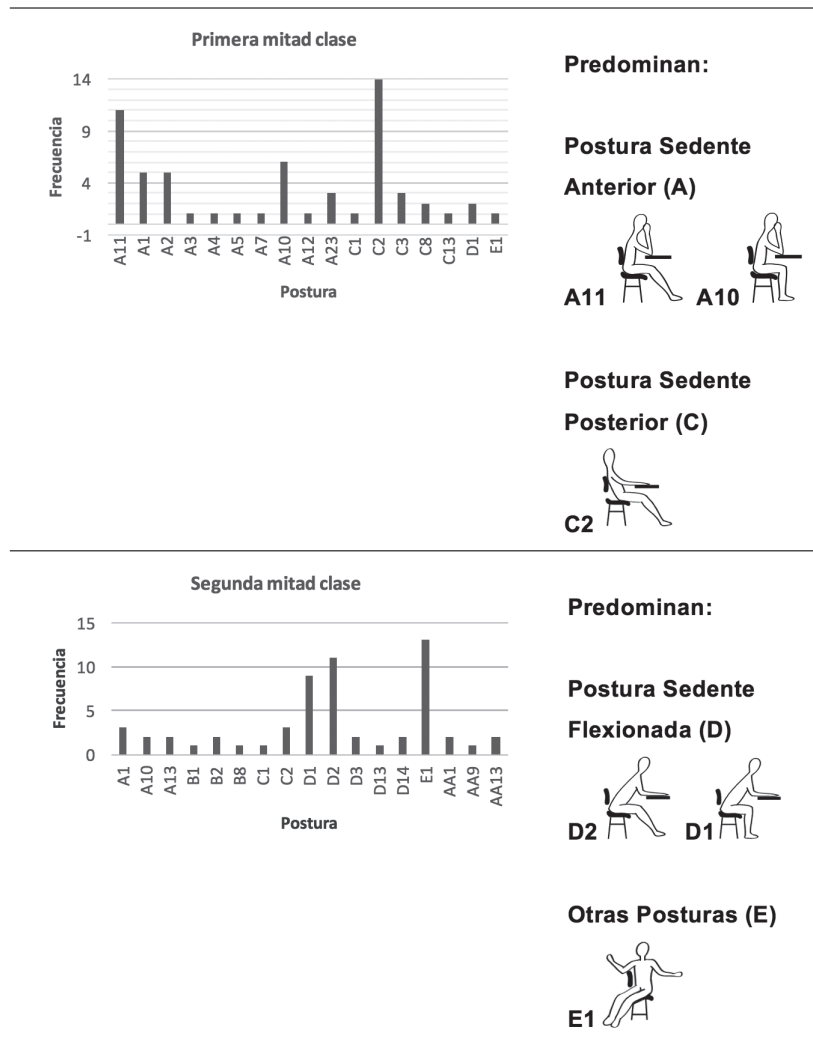 Primera mitad clase
Frecuencia
14
9
4
-1
A11 A1 A2 A3 A4 A5 A7 A10 A12 A23 C1 C2 C3 C8 C13 D1 E1
Postura
Predominan:
Postura Sedente
Anterior (A)
A11 A10
Postura Sedente
Posterior (C)
C2
Segunda mitad clase
Frecuencia
15
10
5
0
A1 A10 A13 B1 B2 B8 C1 C2 D1 D2 D3 D13 D14 E1 AA1 AA9 AA13
Postura
Predominan:
Postura Sedente
Flexionada (D)
D2 D1
Otras Posturas (E)
E1